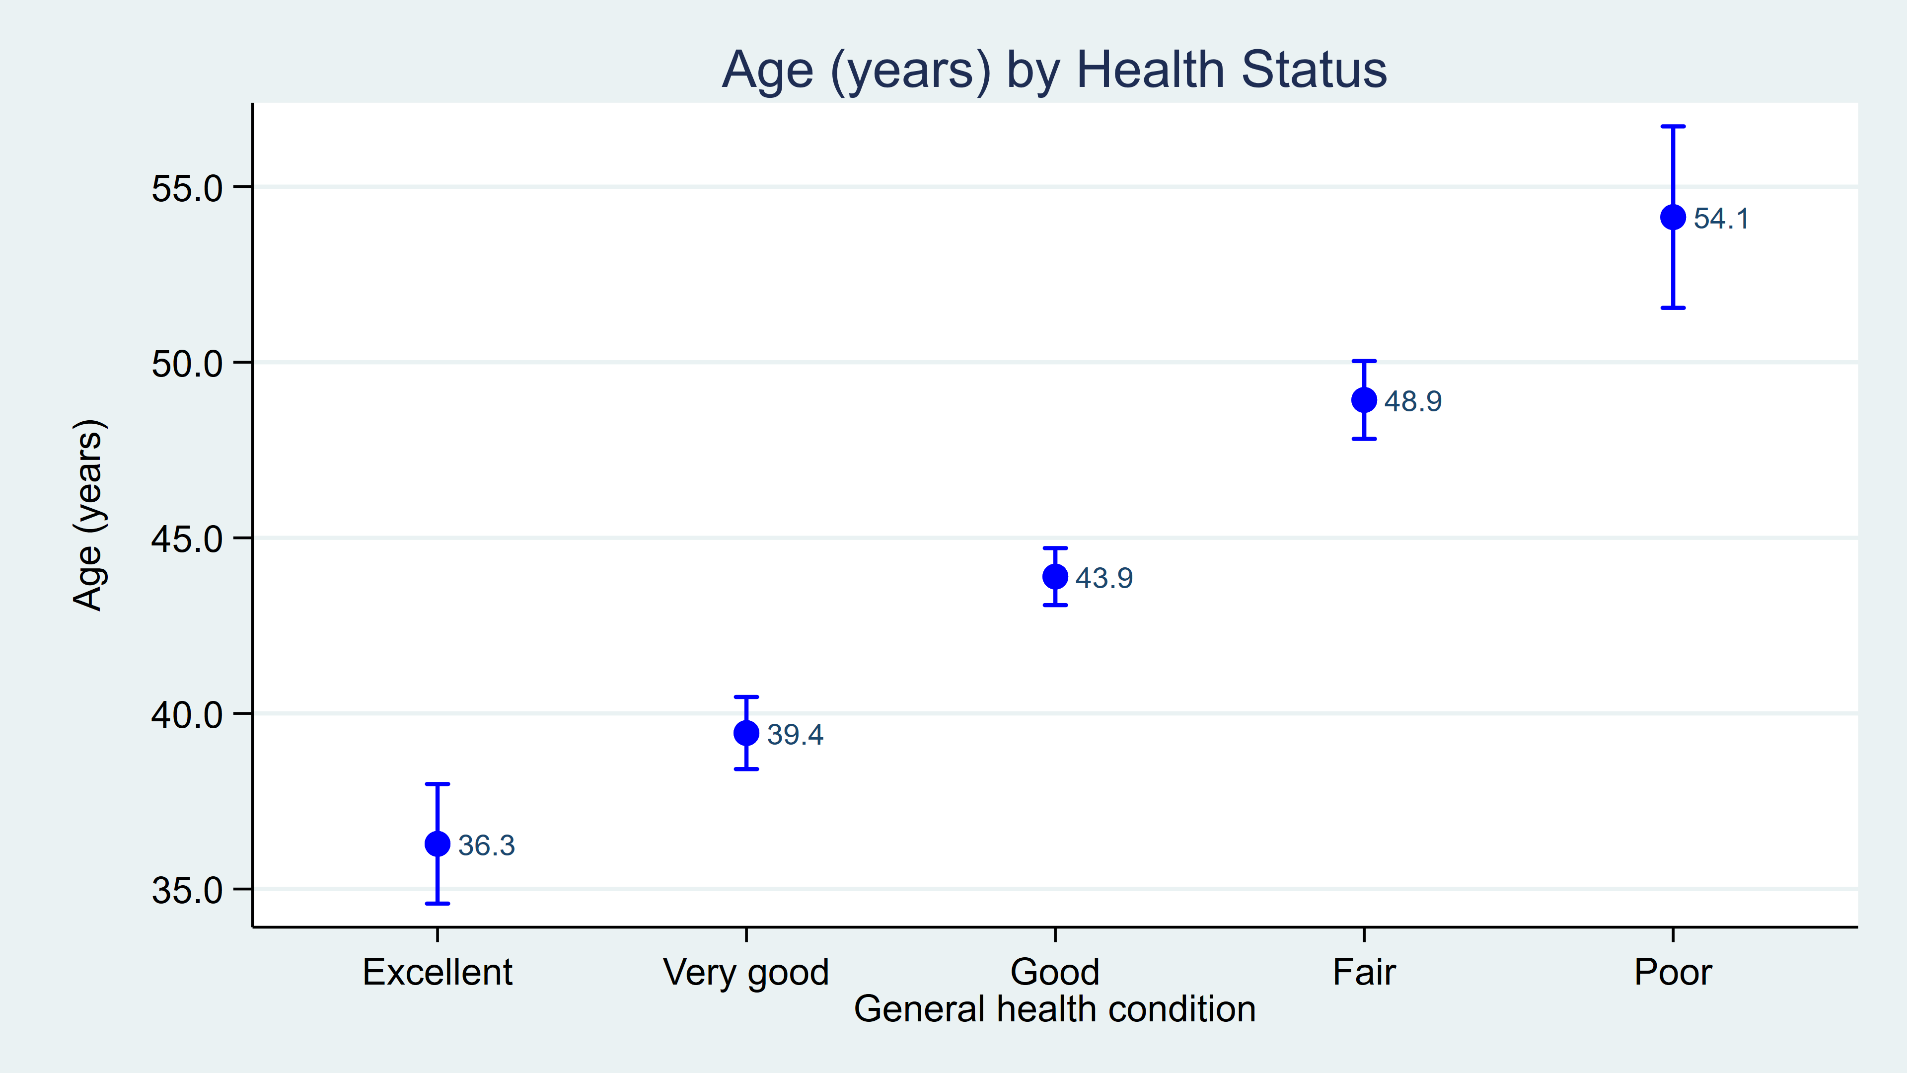 Age (years) by Health Status
Age (years)
55.0
50.0
45.0
40.0
35.0
36.3
39.4
43.9
48.9
54.1
Excellent Very good Good Fair Poor
General health condition